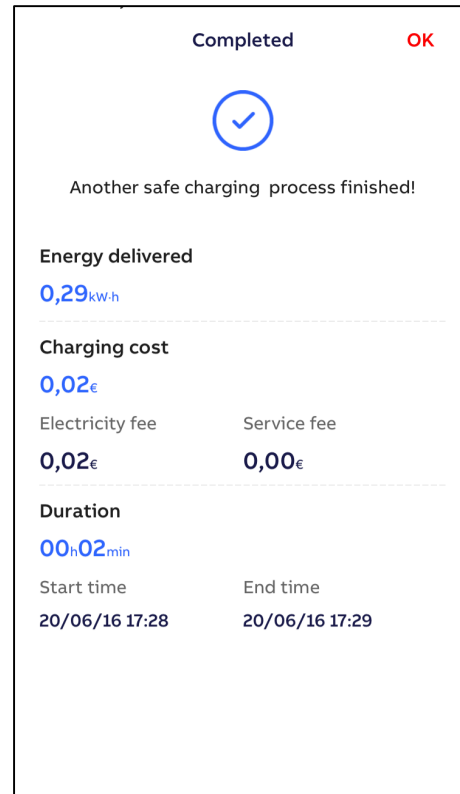 Completed OK
Another safe charging process finished!
Energy delivered
0,29kW·h
Charging cost
0,02€
Electricity fee Service fee
0,02€ 0,00€
Duration
00h02min
Start time End time
20/06/16 17:28 20/06/16 17:29